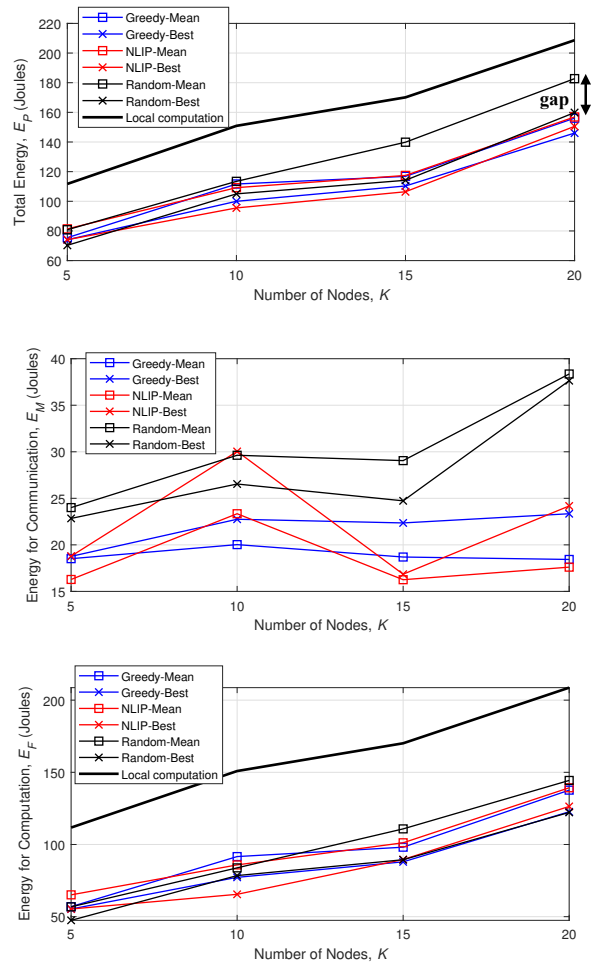 220
200
180
160
140
120
100
80
60
Total Energy, E_P (Joules)
Greedy-Mean
Greedy-Best
NLIP-Mean
NLIP-Best
Random-Mean
Random-Best
Local computation
gap
5 10 15 20
Number of Nodes, K
40
35
30
25
20
15
Energy for Communication, E_M (Joules)
Greedy-Mean
Greedy-Best
NLIP-Mean
NLIP-Best
Random-Mean
Random-Best
5 10 15 20
Number of Nodes, K
200
150
100
50
Energy for Computation, E_F (Joules)
Greedy-Mean
Greedy-Best
NLIP-Mean
NLIP-Best
Random-Mean
Random-Best
Local computation
5 10 15 20
Number of Nodes, K